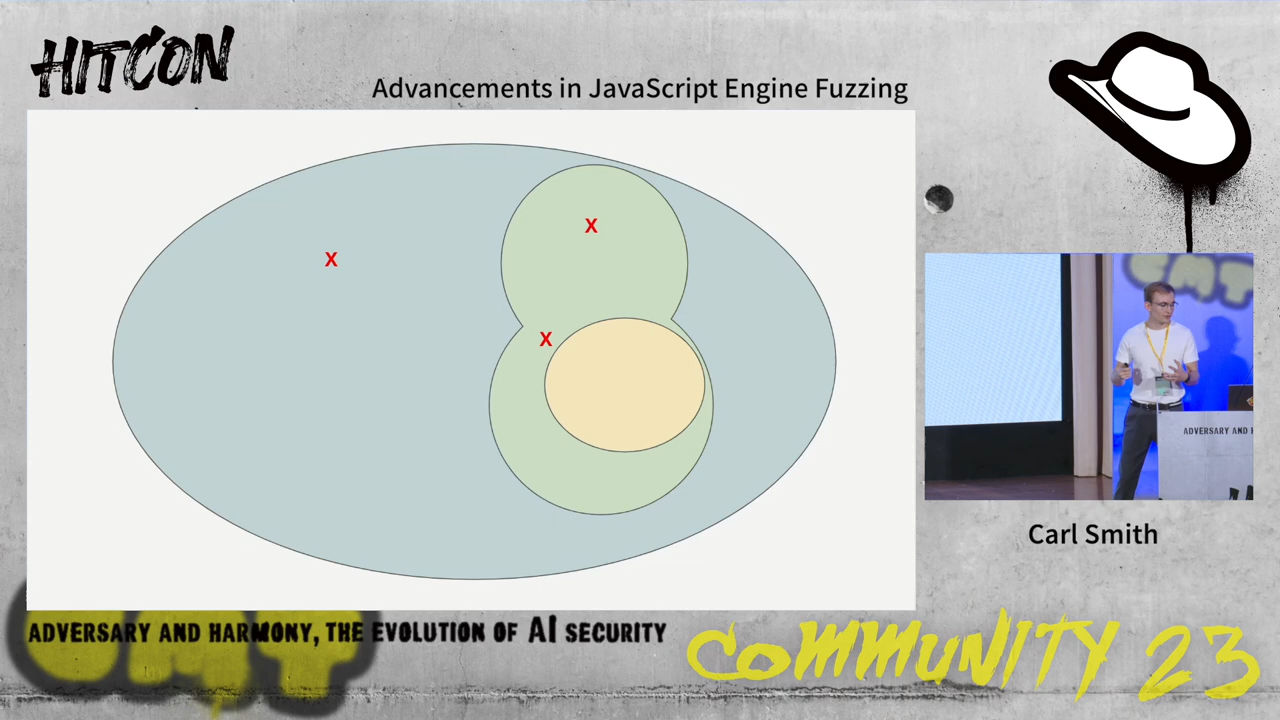 HITCON
Advancements in JavaScript Engine Fuzzing
X
X
X
ADVERSARY AND H
Carl Smith
ADVERSARY AND HARMONY, THE EVOLUTION OF AI SECURITY
COMMUNITY 23